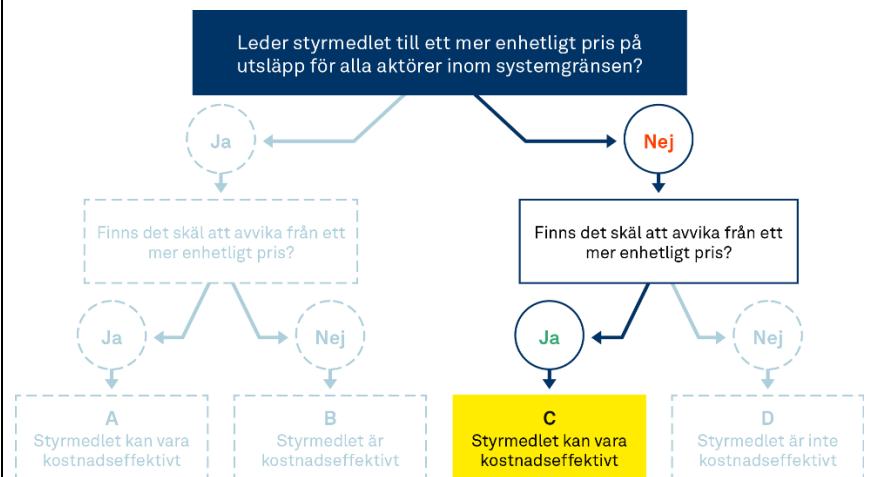 Leder styrmedlet till ett mer enhetligt pris på
utsläpp för alla aktörer inom systemgränsen?
Ja
Nej
Finns det skäl att avvika från ett
mer enhetligt pris?
Finns det skäl att avvika från ett
mer enhetligt pris?
Ja
Nej
Ja
Nej
A
Styrmedlet kan vara
kostnadseffektivt
B
Styrmedlet är
kostnadseffektivt
C
Styrmedlet kan vara
kostnadseffektivt
D
Styrmedlet är inte
kostnadseffektivt